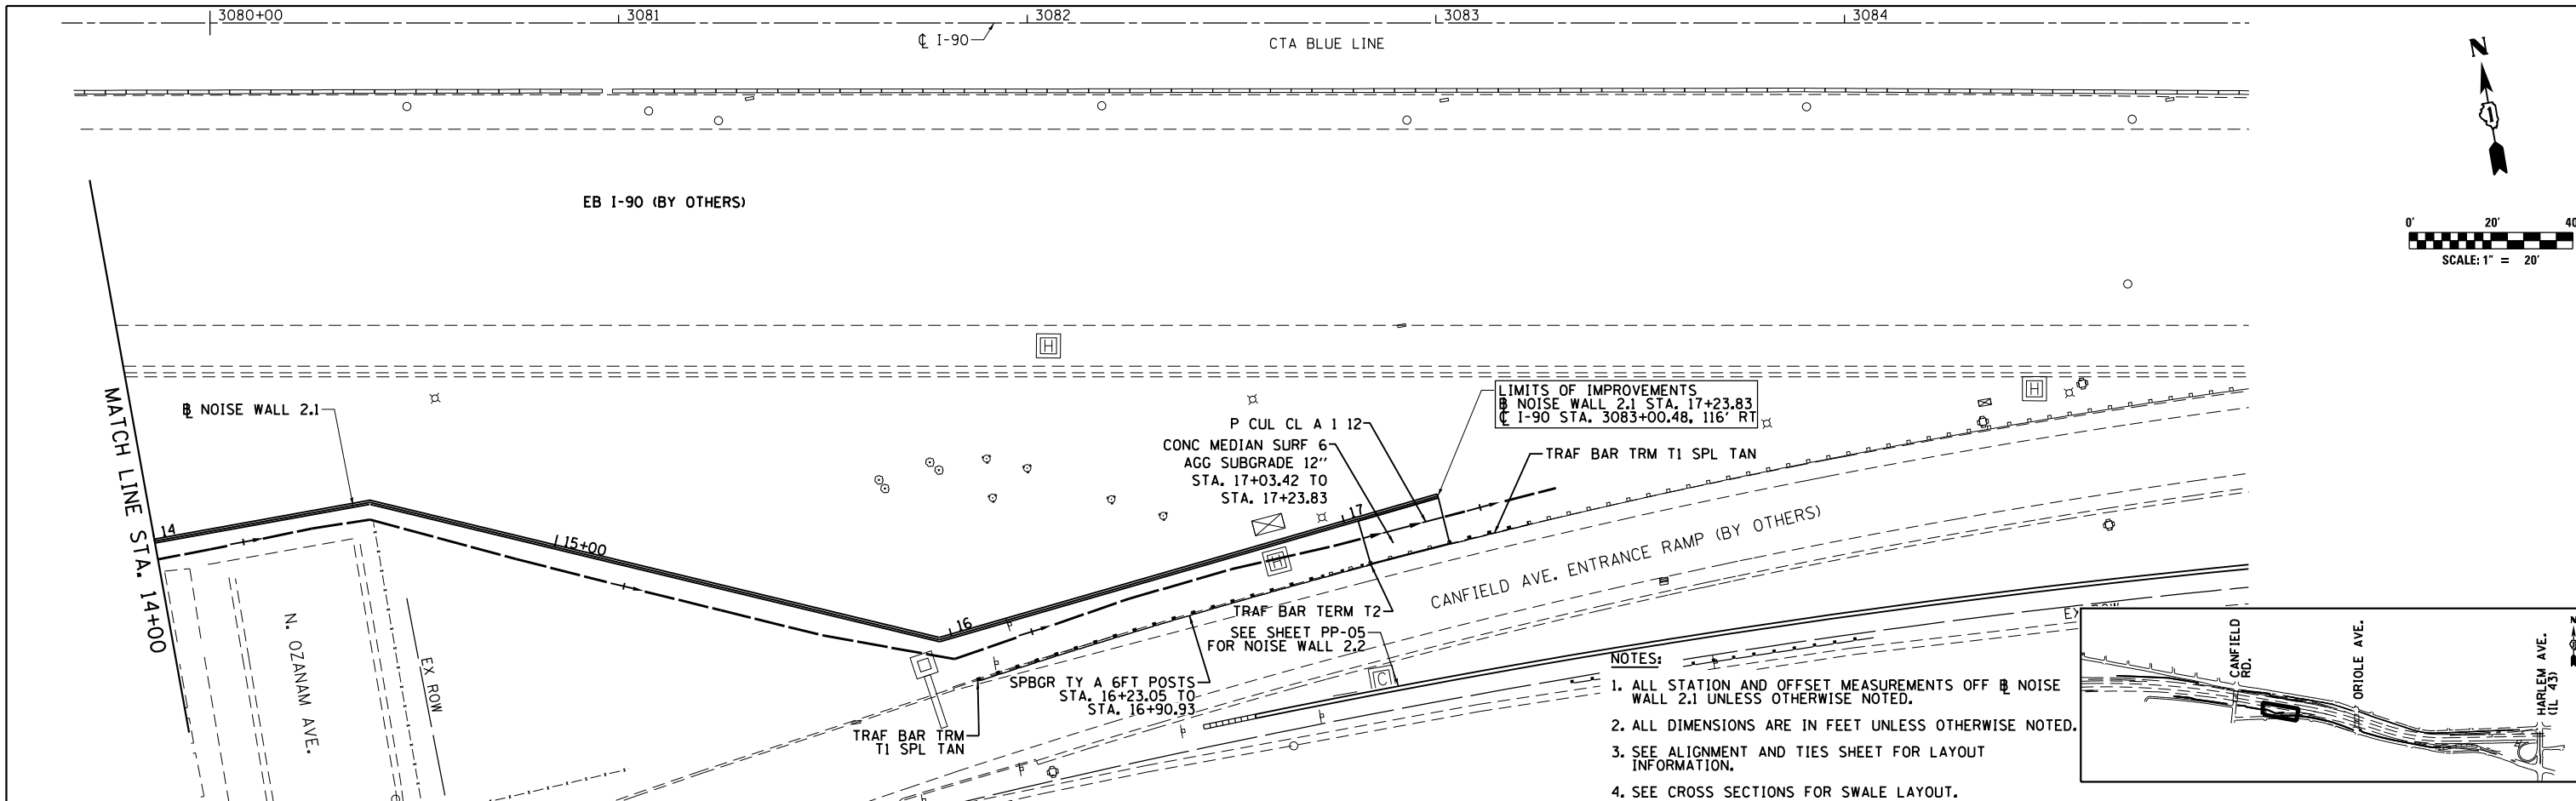 3080+00
3081
3082
3083
3084
℄ I-90
CTA BLUE LINE
N
1
EB I-90 (BY OTHERS)
0' 20' 40
SCALE: 1" = 20'
H
H
H
C
MATCH LINE STA. 14+00
NOISE WALL 2.1
14
15+00
16
17
LIMITS OF IMPROVEMENTS
NOISE WALL 2.1 STA. 17+23.83
℄ I-90 STA. 3083+00.48, 116' RT
P CUL CL A 1 12
CONC MEDIAN SURF 6
AGG SUBGRADE 12''
STA. 17+03.42 TO
STA. 17+23.83
TRAF BAR TRM T1 SPL TAN
CANFIELD AVE. ENTRANCE RAMP (BY OTHERS)
TRAF BAR TERM T2
SEE SHEET PP-05
FOR NOISE WALL 2.2
SPBGR TY A 6FT POSTS
STA. 16+23.05 TO
STA. 16+90.93
TRAF BAR TRM
T1 SPL TAN
N. OZANAM AVE.
EX ROW
NOTES:
1. ALL STATION AND OFFSET MEASUREMENTS OFF NOISE
WALL 2.1 UNLESS OTHERWISE NOTED.
2. ALL DIMENSIONS ARE IN FEET UNLESS OTHERWISE NOTED.
3. SEE ALIGNMENT AND TIES SHEET FOR LAYOUT
INFORMATION.
4. SEE CROSS SECTIONS FOR SWALE LAYOUT.
CANFIELD
RD.
ORIOLE AVE.
HARLEM AVE.
(IL 43)
N